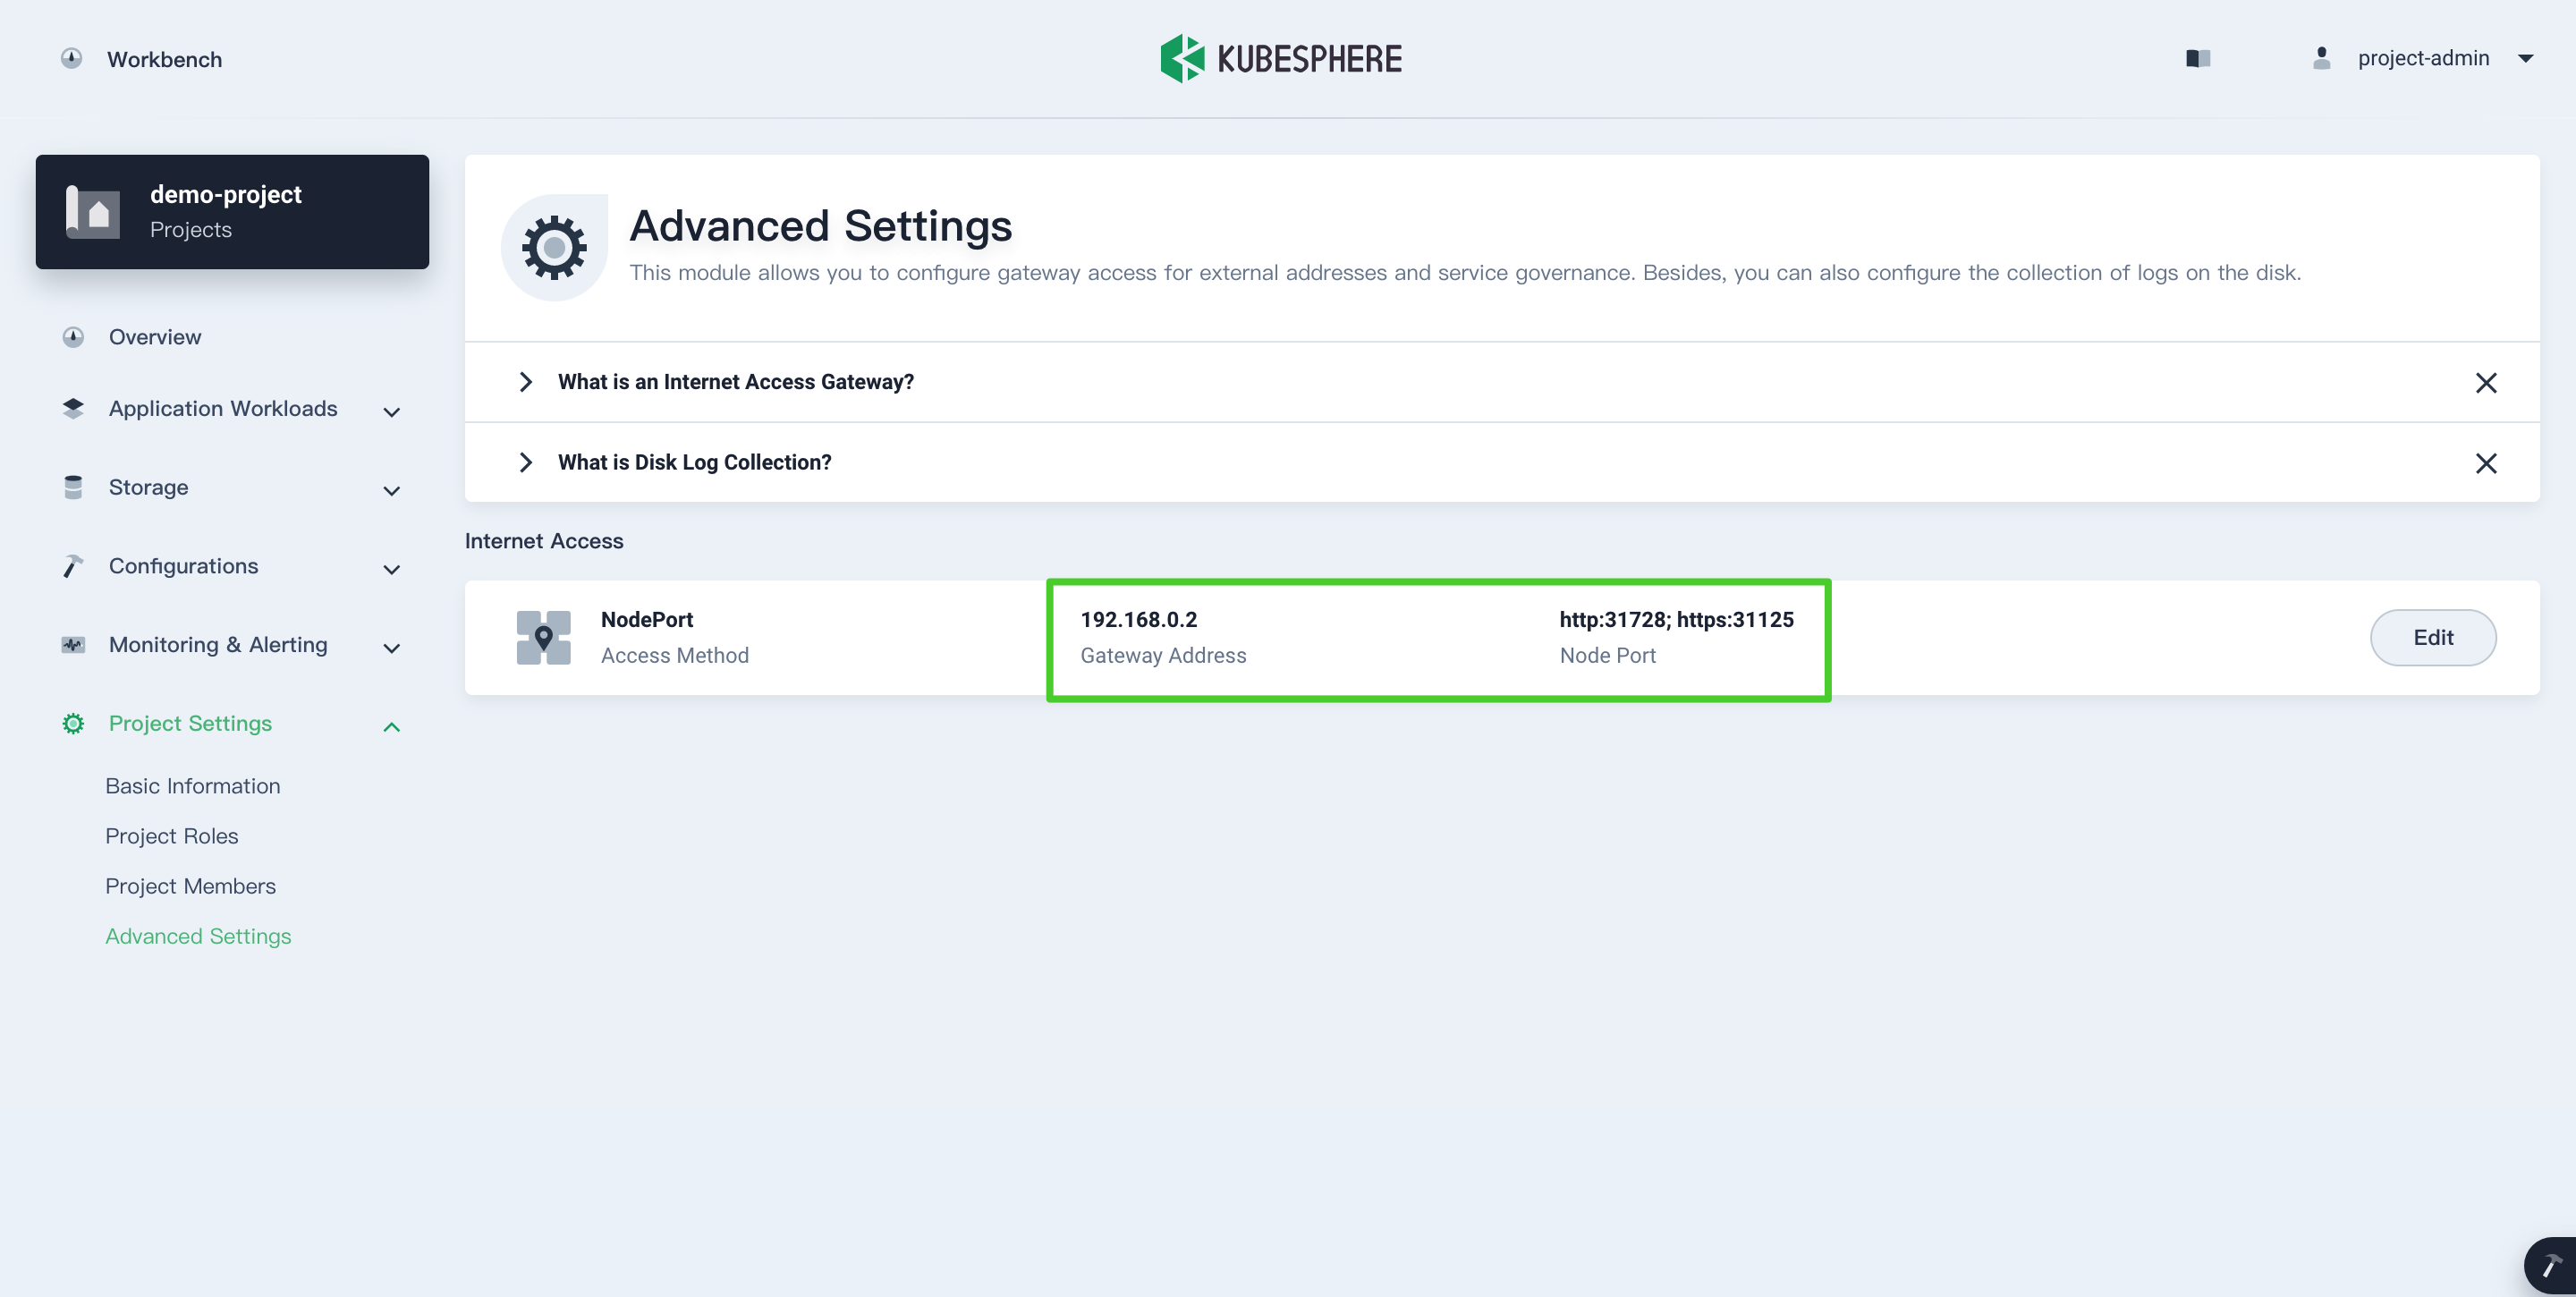 Workbench
KUBESPHERE
project-admin
demo-project
Projects
Overview
Application Workloads
Storage
Configurations
Monitoring & Alerting
Project Settings
Basic Information
Project Roles
Project Members
Advanced Settings
Advanced Settings
This module allows you to configure gateway access for external addresses and service governance. Besides, you can also configure the collection of logs on the disk.
What is an Internet Access Gateway?
What is Disk Log Collection?
Internet Access
NodePort
Access Method
192.168.0.2
Gateway Address
http:31728; https:31125
Node Port
Edit